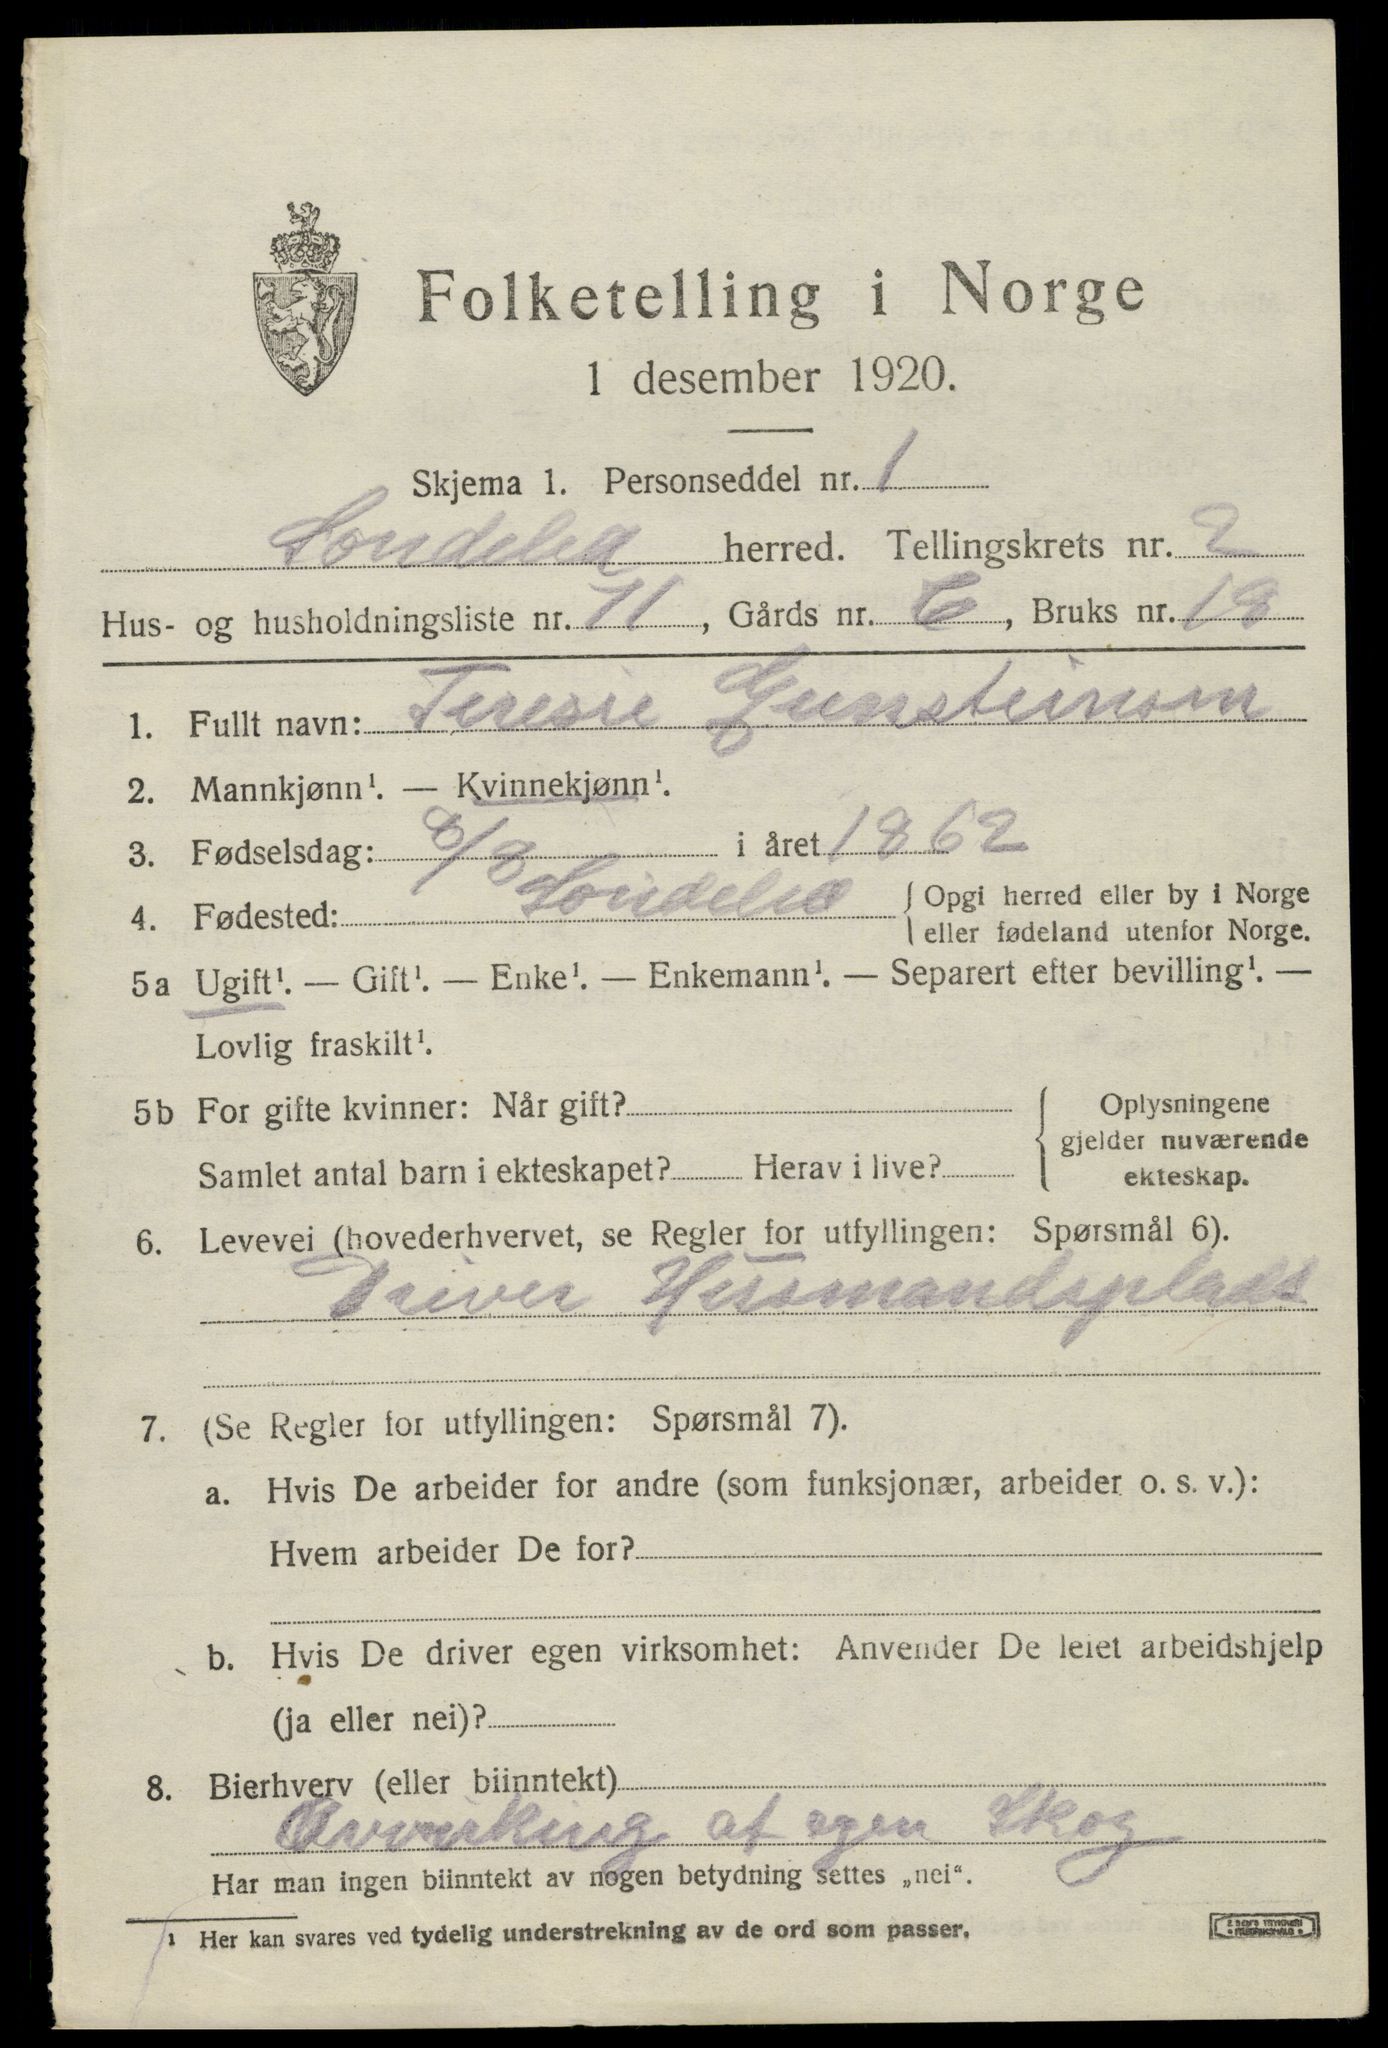 Folketelling i Norge
1 desember 1920.
Skjema 1. Personseddel nr. 1
Søndeled herred. Tellingskrets nr. 2
Hus- og husholdningsliste nr. 71, Gårds nr. 6, Bruks nr. 18
1. Fullt navn: Teresie Gunsteinsen
2. Mannkjønn¹. — Kvinnekjønn¹.
3. Fødselsdag: 6/8 i året 1862
4. Fødested: Søndeled { Opgi herred eller by i Norge
eller fødeland utenfor Norge.
5a Ugift¹. — Gift¹. — Enke¹. — Enkemann¹. — Separert efter bevilling¹. —
Lovlig fraskilt¹.
5b For gifte kvinner: Når gift? { Oplysningene
gjelder nuværende
Samlet antal barn i ekteskapet? Herav i live? ekteskap.
6. Levevei (hovederhvervet, se Regler for utfyllingen: Spørsmål 6).
Driver Husmandsplads
7. (Se Regler for utfyllingen: Spørsmål 7).
a. Hvis De arbeider for andre (som funksjonær, arbeider o. s. v.):
Hvem arbeider De for?
b. Hvis De driver egen virksomhet: Anvender De leiet arbeidshjelp
(ja eller nei)?
8. Bierhverv (eller biinntekt)
Avvirking af egen Skog
Har man ingen biinntekt av nogen betydning settes „nei“.
¹ Her kan svares ved tydelig understrekning av de ord som passer.